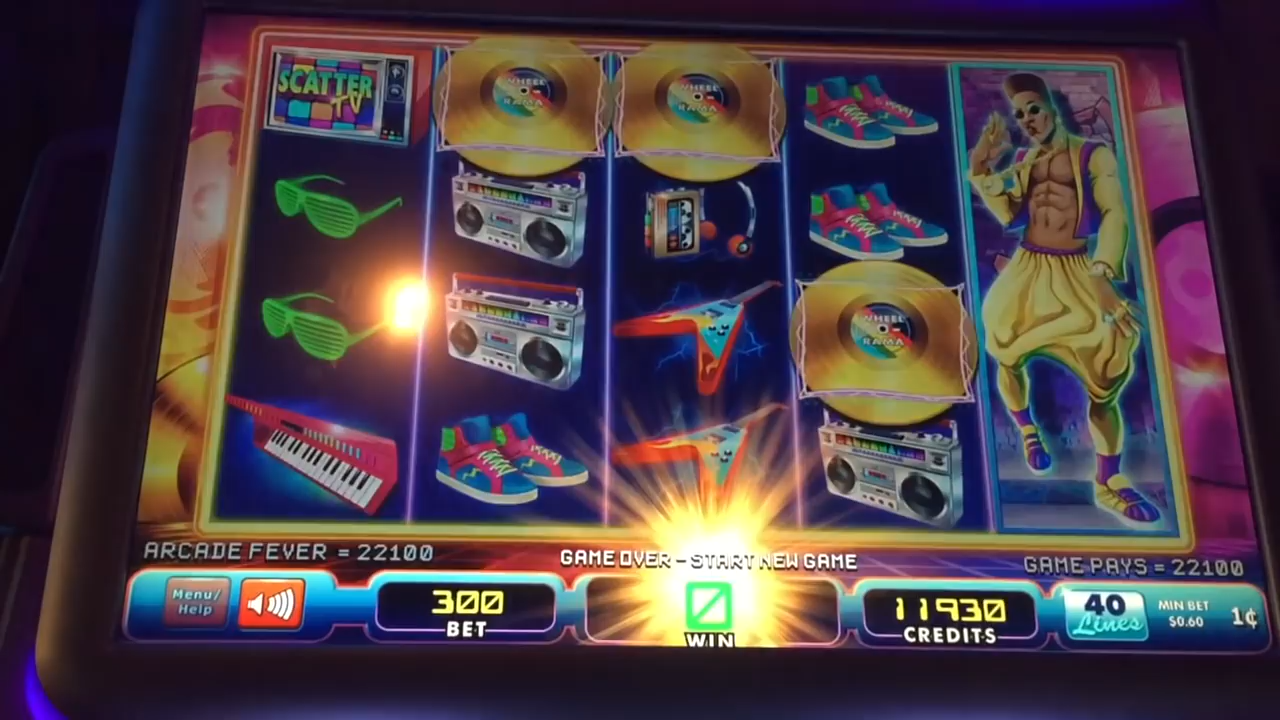 SCATTER
TV
WHEEL
RAMA
WHEEL
RAMA
WHEEL
RAMA
ARCADE FEVER = 22100
GAME OVER - START NEW GAME
GAME PAYS = 22100
Menu/
Help
300
BET
0
WIN
11930
CREDITS
40
Lines
MIN BET
$0.60
1¢